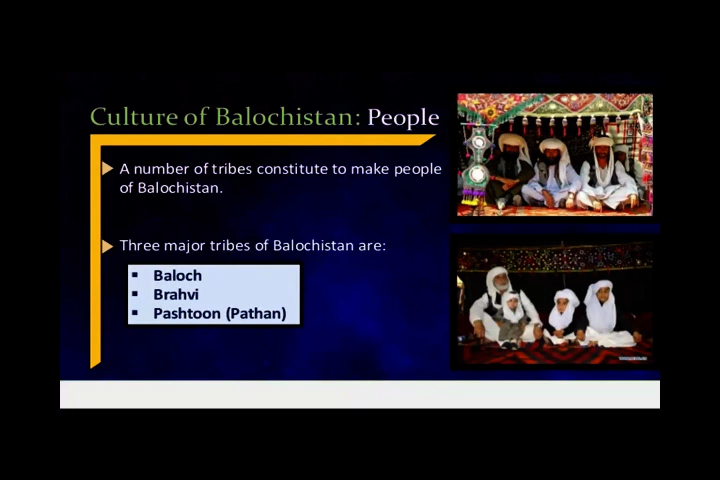 Culture of Balochistan: People
A number of tribes constitute to make people
of Balochistan.
Three major tribes of Balochistan are:
Baloch
Brahvi
Pashtoon (Pathan)